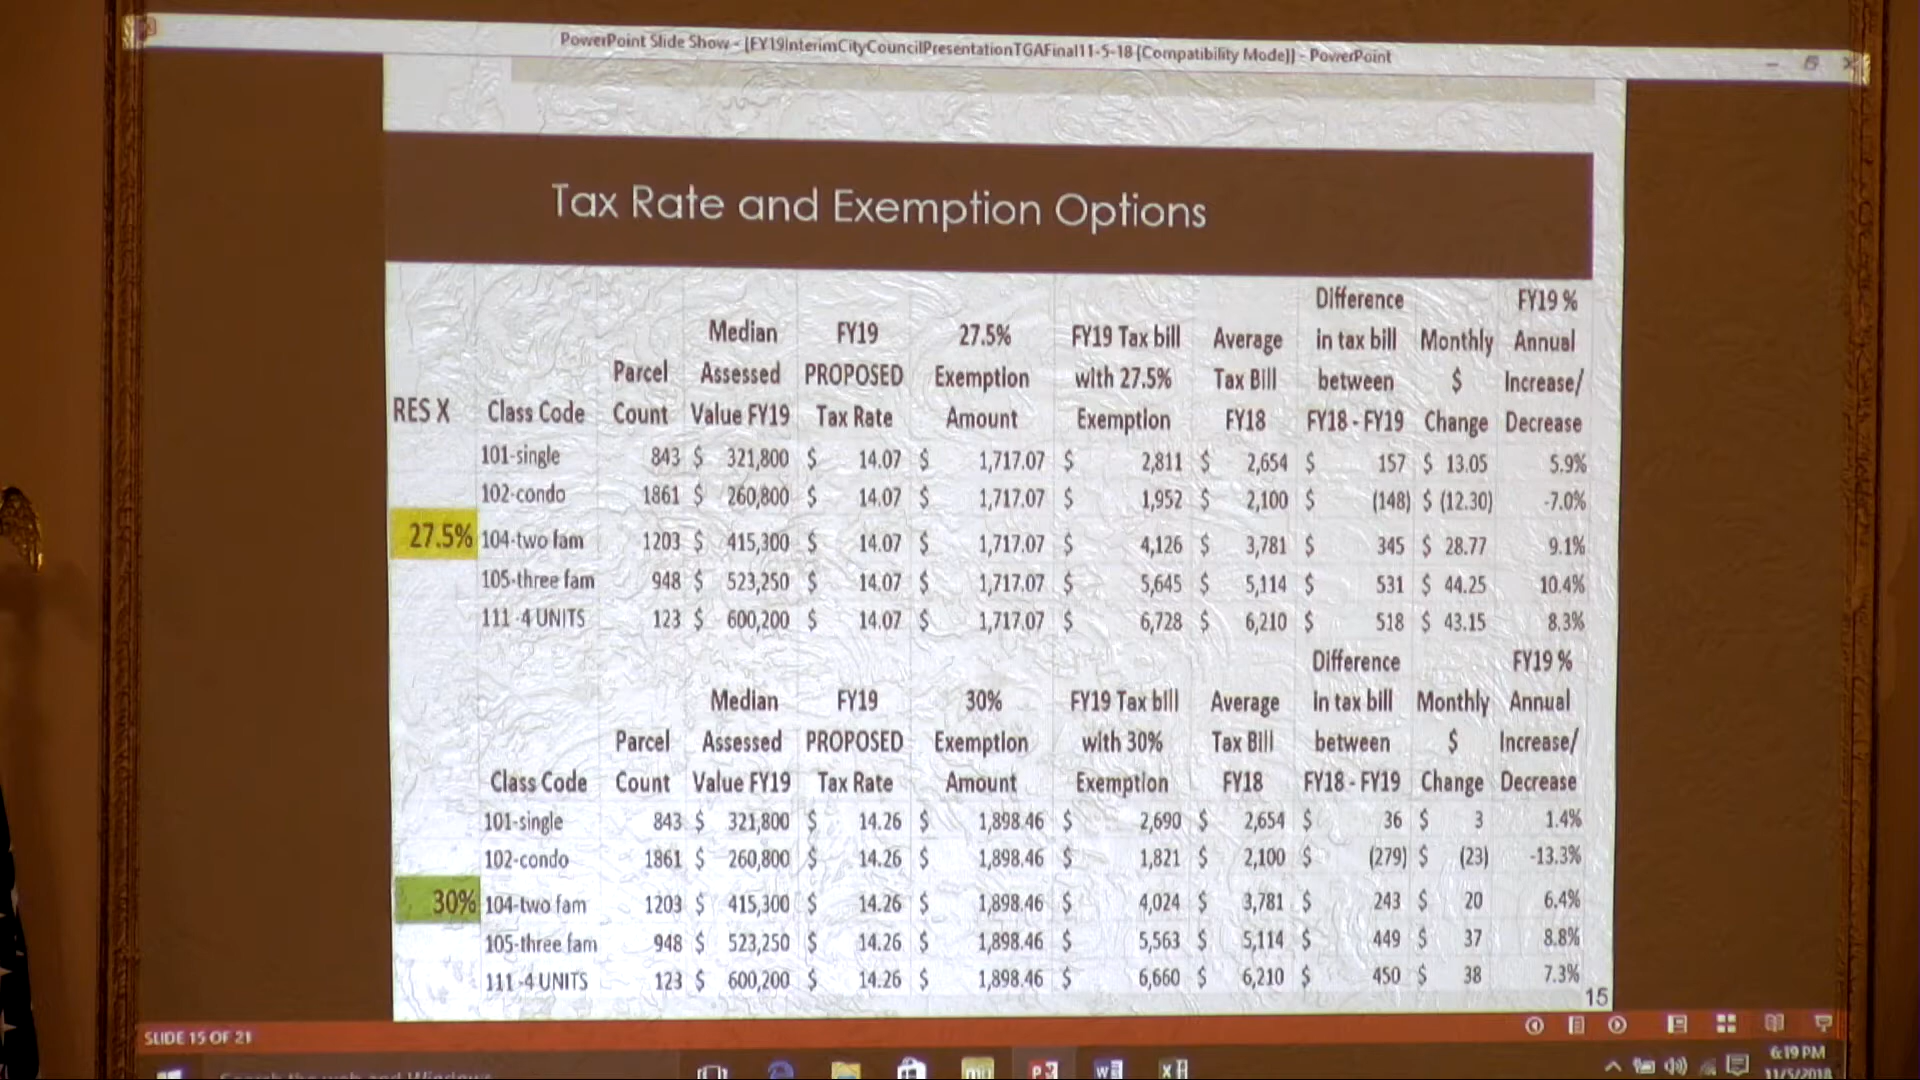 PowerPoint Slide Show - [FY19InterimCityCouncilPresentationTGAFinal11-5-18 [Compatibility Mode]] - PowerPoint
Tax Rate and Exemption Options
RES X Class Code Parcel Count Median Assessed Value FY19 FY19 PROPOSED Tax Rate 27.5% Exemption Amount FY19 Tax bill with 27.5% Exemption Average Tax Bill FY18 Difference in tax bill between FY18 - FY19 Monthly $ Change FY19 % Annual Increase/ Decrease
101-single 843 $ 321,800 $ 14.07 $ 1,717.07 $ 2,811 $ 2,654 $ 157 $ 13.05 5.9%
102-condo 1861 $ 260,800 $ 14.07 $ 1,717.07 $ 1,952 $ 2,100 $ (148) $ (12.30) -7.0%
27.5% 104-two fam 1203 $ 415,300 $ 14.07 $ 1,717.07 $ 4,126 $ 3,781 $ 345 $ 28.77 9.1%
105-three fam 948 $ 523,250 $ 14.07 $ 1,717.07 $ 5,645 $ 5,114 $ 531 $ 44.25 10.4%
111 -4 UNITS 123 $ 600,200 $ 14.07 $ 1,717.07 $ 6,728 $ 6,210 $ 518 $ 43.15 8.3%
Class Code Parcel Count Median Assessed Value FY19 FY19 PROPOSED Tax Rate 30% Exemption Amount FY19 Tax bill with 30% Exemption Average Tax Bill FY18 Difference in tax bill between FY18 - FY19 Monthly $ Change FY19 % Annual Increase/ Decrease
101-single 843 $ 321,800 $ 14.26 $ 1,898.46 $ 2,690 $ 2,654 $ 36 $ 3 1.4%
102-condo 1861 $ 260,800 $ 14.26 $ 1,898.46 $ 1,821 $ 2,100 $ (279) $ (23) -13.3%
30% 104-two fam 1203 $ 415,300 $ 14.26 $ 1,898.46 $ 4,024 $ 3,781 $ 243 $ 20 6.4%
105-three fam 948 $ 523,250 $ 14.26 $ 1,898.46 $ 5,563 $ 5,114 $ 449 $ 37 8.8%
111 -4 UNITS 123 $ 600,200 $ 14.26 $ 1,898.46 $ 6,660 $ 6,210 $ 450 $ 38 7.3%
15
SLIDE 15 OF 21
6:19 PM
11/5/2018